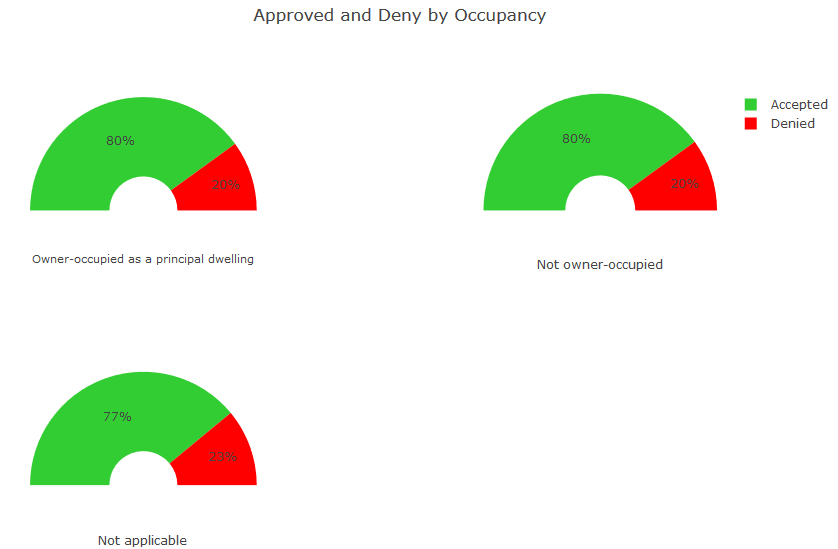 Approved and Deny by Occupancy
80%
20%
Owner-occupied as a principal dwelling
80%
20%
Not owner-occupied
Accepted
Denied
77%
23%
Not applicable